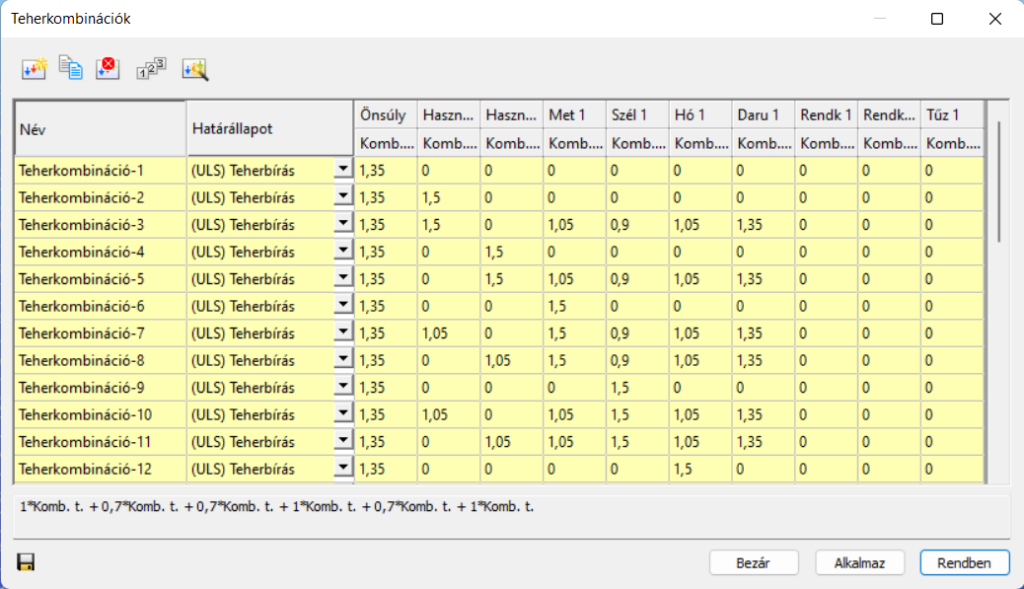 Teherkombinációk
1 2 3
Név Határállapot Önsúly Haszn... Haszn... Met 1 Szél 1 Hó 1 Daru 1 Rendk 1 Rendk... Tűz 1
Komb.... Komb.... Komb.... Komb.... Komb.... Komb.... Komb.... Komb.... Komb.... Komb....
Teherkombináció-1 (ULS) Teherbírás 1,35 0 0 0 0 0 0 0 0 0
Teherkombináció-2 (ULS) Teherbírás 1,35 1,5 0 0 0 0 0 0 0 0
Teherkombináció-3 (ULS) Teherbírás 1,35 1,5 0 1,05 0,9 1,05 1,35 0 0 0
Teherkombináció-4 (ULS) Teherbírás 1,35 0 1,5 0 0 0 0 0 0 0
Teherkombináció-5 (ULS) Teherbírás 1,35 0 1,5 1,05 0,9 1,05 1,35 0 0 0
Teherkombináció-6 (ULS) Teherbírás 1,35 0 0 1,5 0 0 0 0 0 0
Teherkombináció-7 (ULS) Teherbírás 1,35 1,05 0 1,5 0,9 1,05 1,35 0 0 0
Teherkombináció-8 (ULS) Teherbírás 1,35 0 1,05 1,5 0,9 1,05 1,35 0 0 0
Teherkombináció-9 (ULS) Teherbírás 1,35 0 0 0 1,5 0 0 0 0 0
Teherkombináció-10 (ULS) Teherbírás 1,35 1,05 0 1,05 1,5 1,05 1,35 0 0 0
Teherkombináció-11 (ULS) Teherbírás 1,35 0 1,05 1,05 1,5 1,05 1,35 0 0 0
Teherkombináció-12 (ULS) Teherbírás 1,35 0 0 0 0 1,5 0 0 0 0
1*Komb. t. + 0,7*Komb. t. + 0,7*Komb. t. + 1*Komb. t. + 0,7*Komb. t. + 1*Komb. t.
Bezár Alkalmaz Rendben